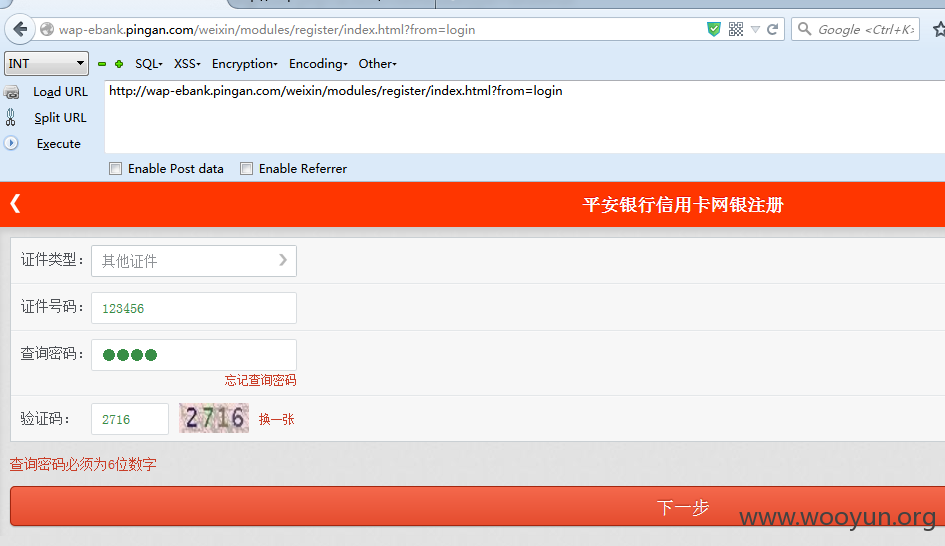 wap-ebank.pingan.com/weixin/modules/register/index.html?from=login
Google <Ctrl+K>
INT SQL XSS Encryption Encoding Other
Load URL
http://wap-ebank.pingan.com/weixin/modules/register/index.html?from=login
Split URL
Execute
Enable Post data Enable Referrer
平安银行信用卡网银注册
证件类型： 其他证件
证件号码： 123456
查询密码：
忘记查询密码
验证码： 2716 2716 换一张
查询密码必须为6位数字
下一步
www.wooyun.org